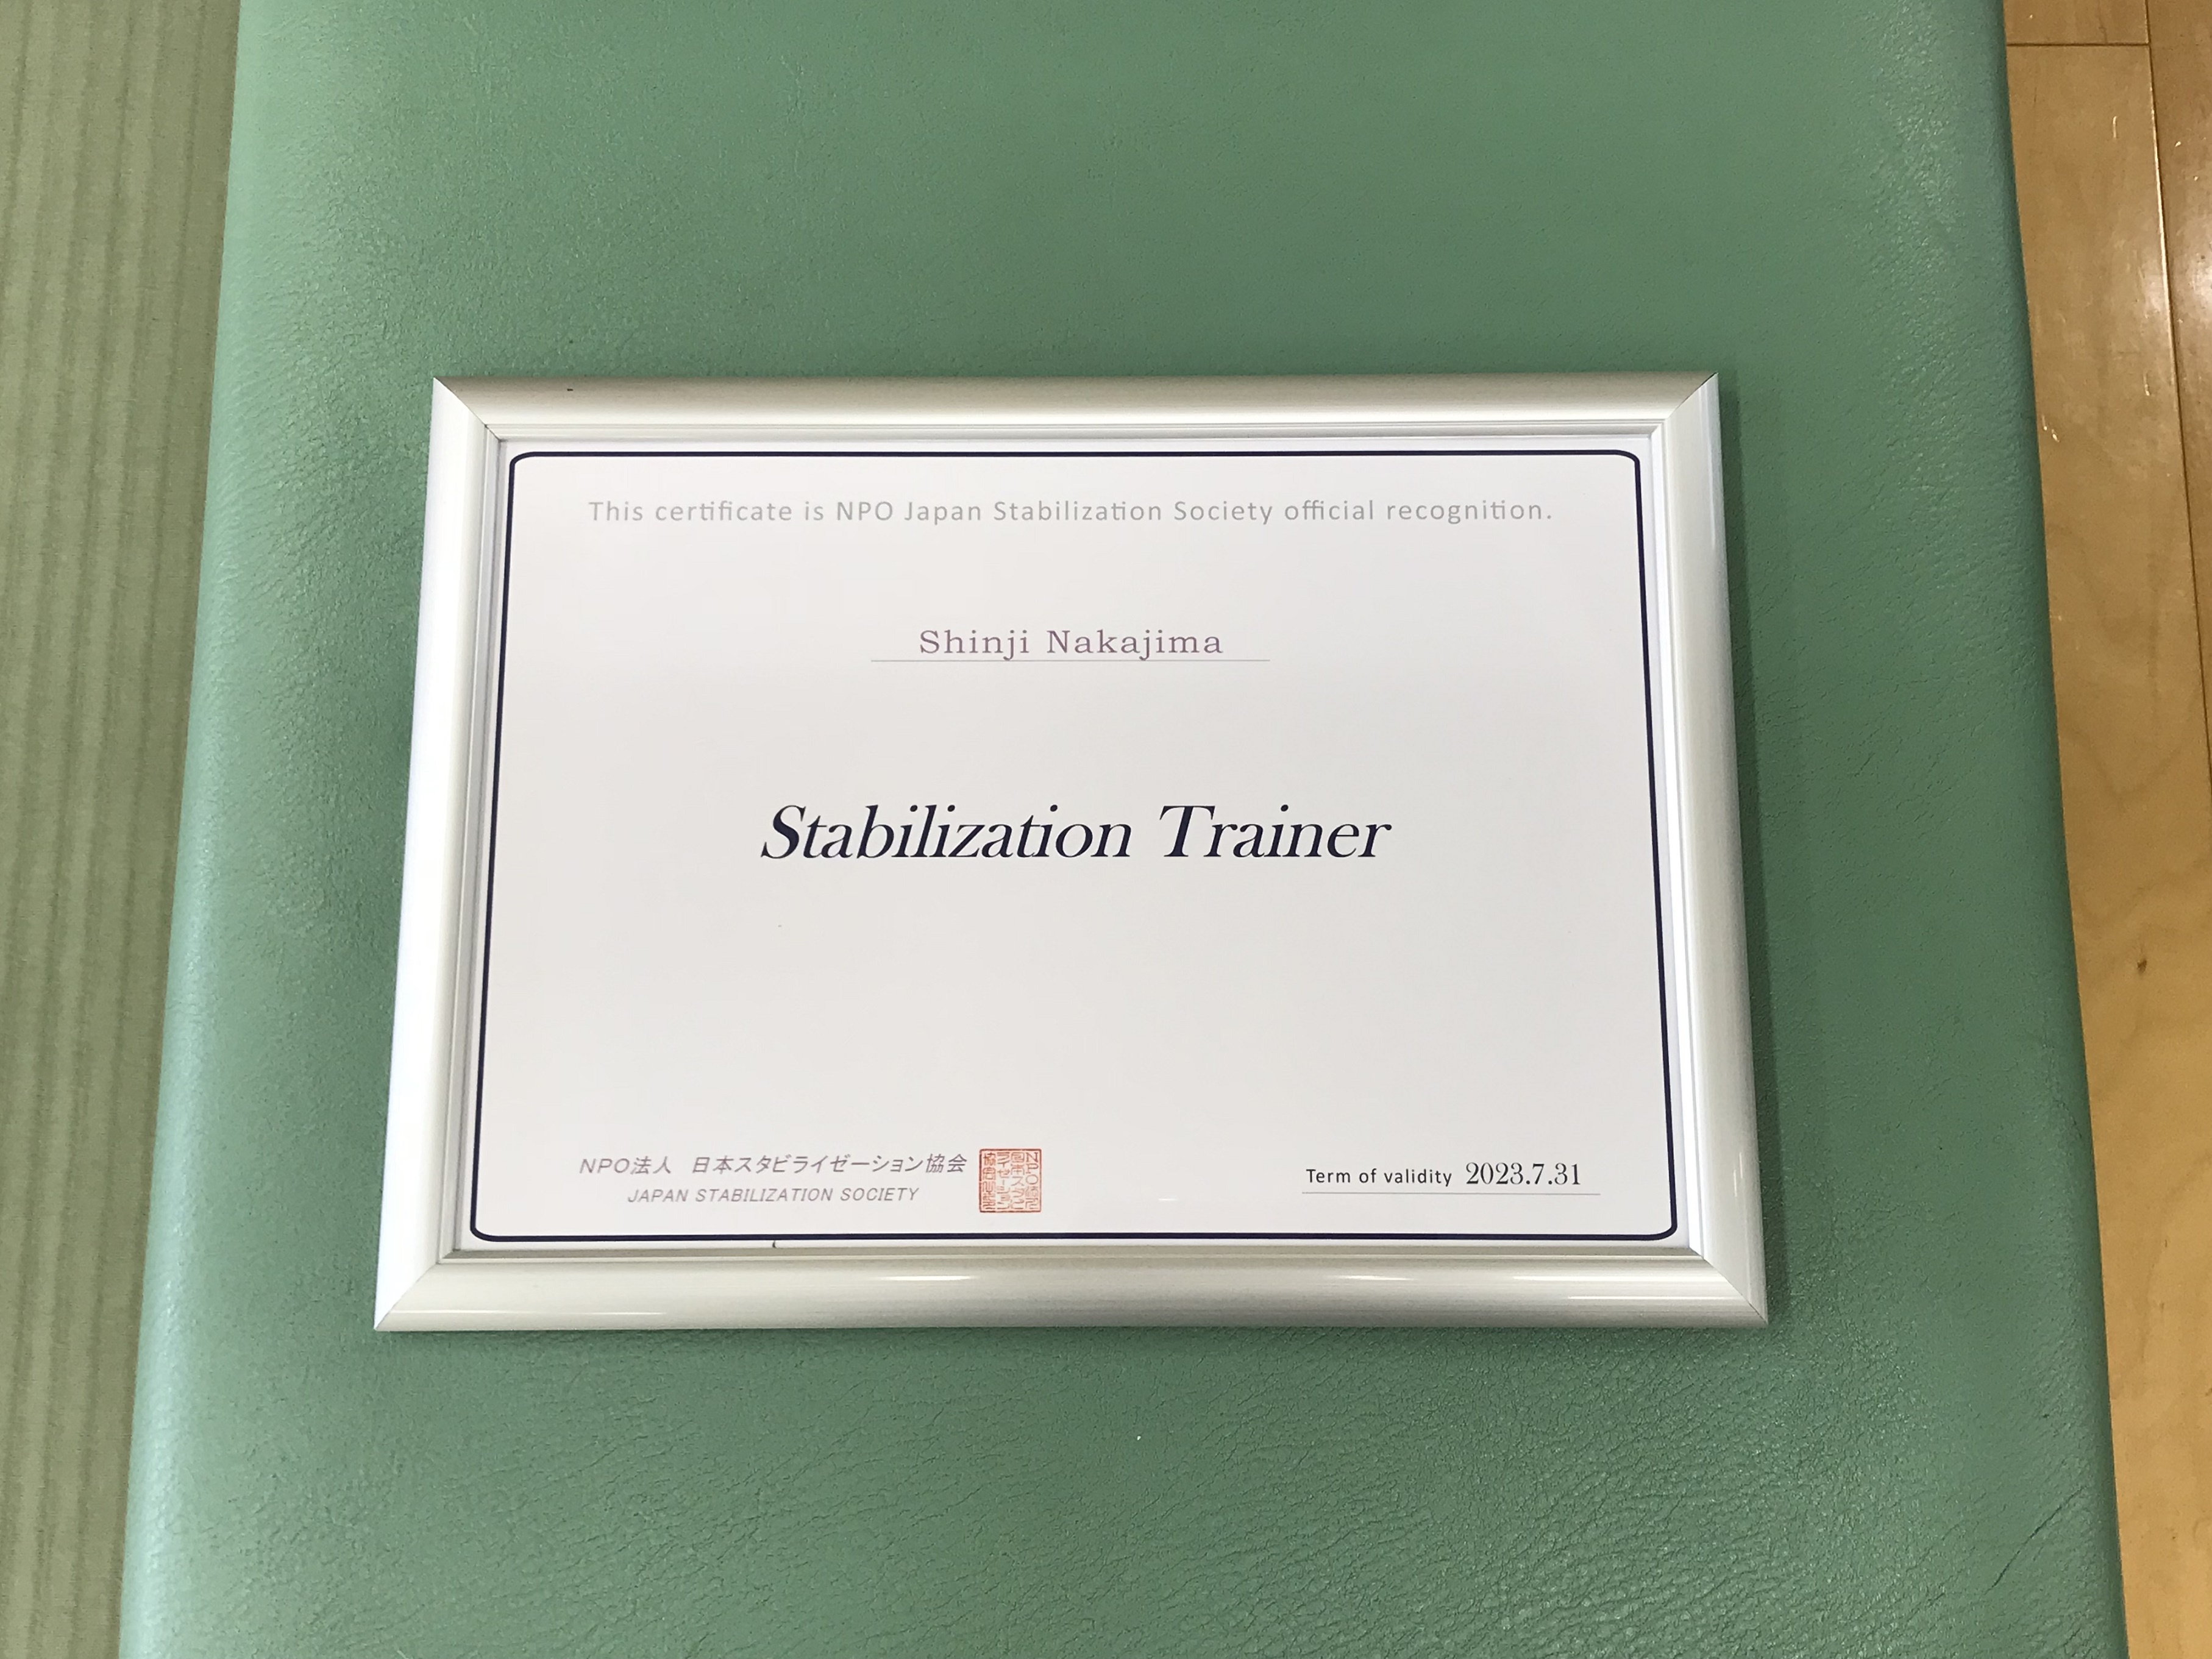 This certificate is NPO Japan Stabilization Society official recognition.
Shinji Nakajima
Stabilization Trainer
NPO法人 日本スタビライゼーション協会
JAPAN STABILIZATION SOCIETY
Term of validity 2023.7.31